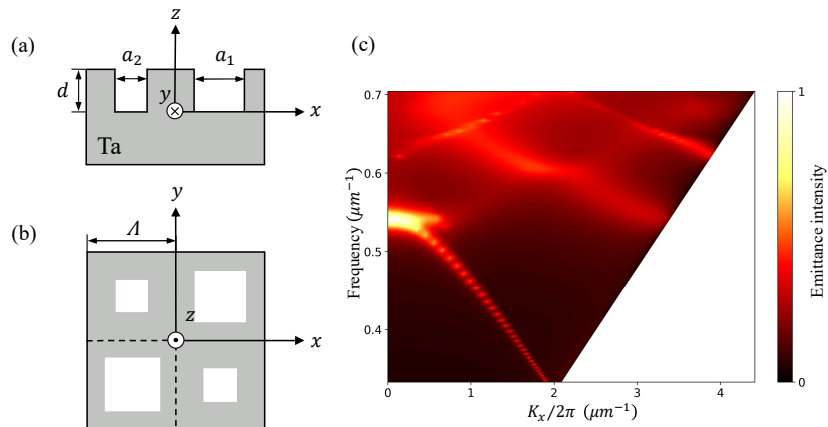 (a)
z
a₂
a₁
d
y
x
Ta
(b)
y
Λ
z
x
(c)
0.7
0.6
0.5
0.4
Frequency (μm⁻¹)
0
1
2
3
4
Kₓ/2π (μm⁻¹)
1
0
Emittance intensity